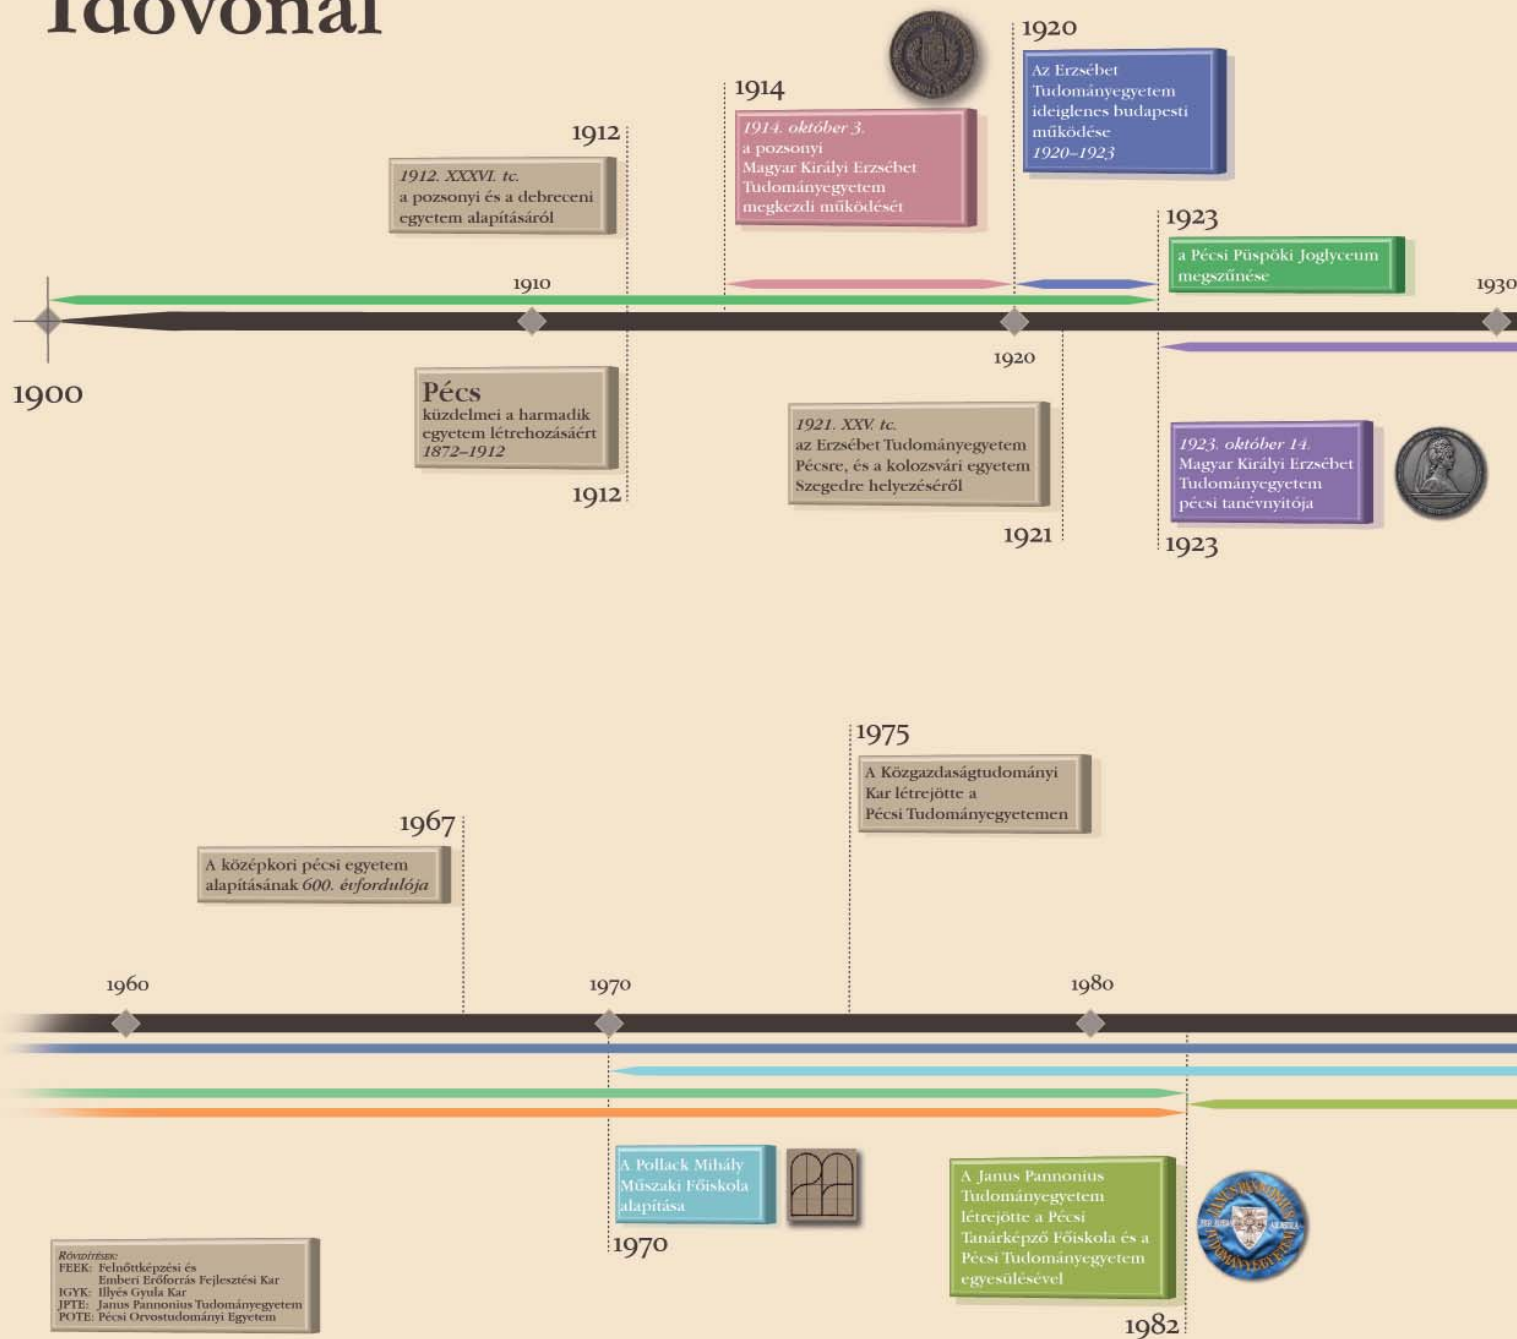 Idővonal
1920
Az Erzsébet
Tudományegyetem
ideiglenes budapesti
működése
1920–1923
1914
1914. október 3.
a pozsonyi
Magyar Királyi Erzsébet
Tudományegyetem
megkezdi működését
1912
1912. XXXVI. tc.
a pozsonyi és a debreceni
egyetem alapításáról
1923
a Pécsi Püspöki Joglyceum
megszűnése
1910
1930
1900
1920
Pécs
küzdelmei a harmadik
egyetem létrehozásáért
1872–1912
1912
1921. XXV. tc.
az Erzsébet Tudományegyetem
Pécsre, és a kolozsvári egyetem
Szegedre helyezéséről
1921
1923. október 14.
Magyar Királyi Erzsébet
Tudományegyetem
pécsi tanévnyitója
1923
1975
A Közgazdaságtudományi
Kar létrejötte a
Pécsi Tudományegyetemen
1967
A középkori pécsi egyetem
alapításának 600. évfordulója
1960
1970
1980
A Pollack Mihály
Műszaki Főiskola
alapítása
1970
A Janus Pannonius
Tudományegyetem
létrejötte a Pécsi
Tanárképző Főiskola és a
Pécsi Tudományegyetem
egyesülésével
1982
JANUS PANNONIUS
TUDOMÁNYEGYETEM
Rövidítések:
FEEK: Felnőttképzési és
Emberi Erőforrás Fejlesztési Kar
IGYK: Illyés Gyula Kar
JPTE: Janus Pannonius Tudományegyetem
POTE: Pécsi Orvostudományi Egyetem